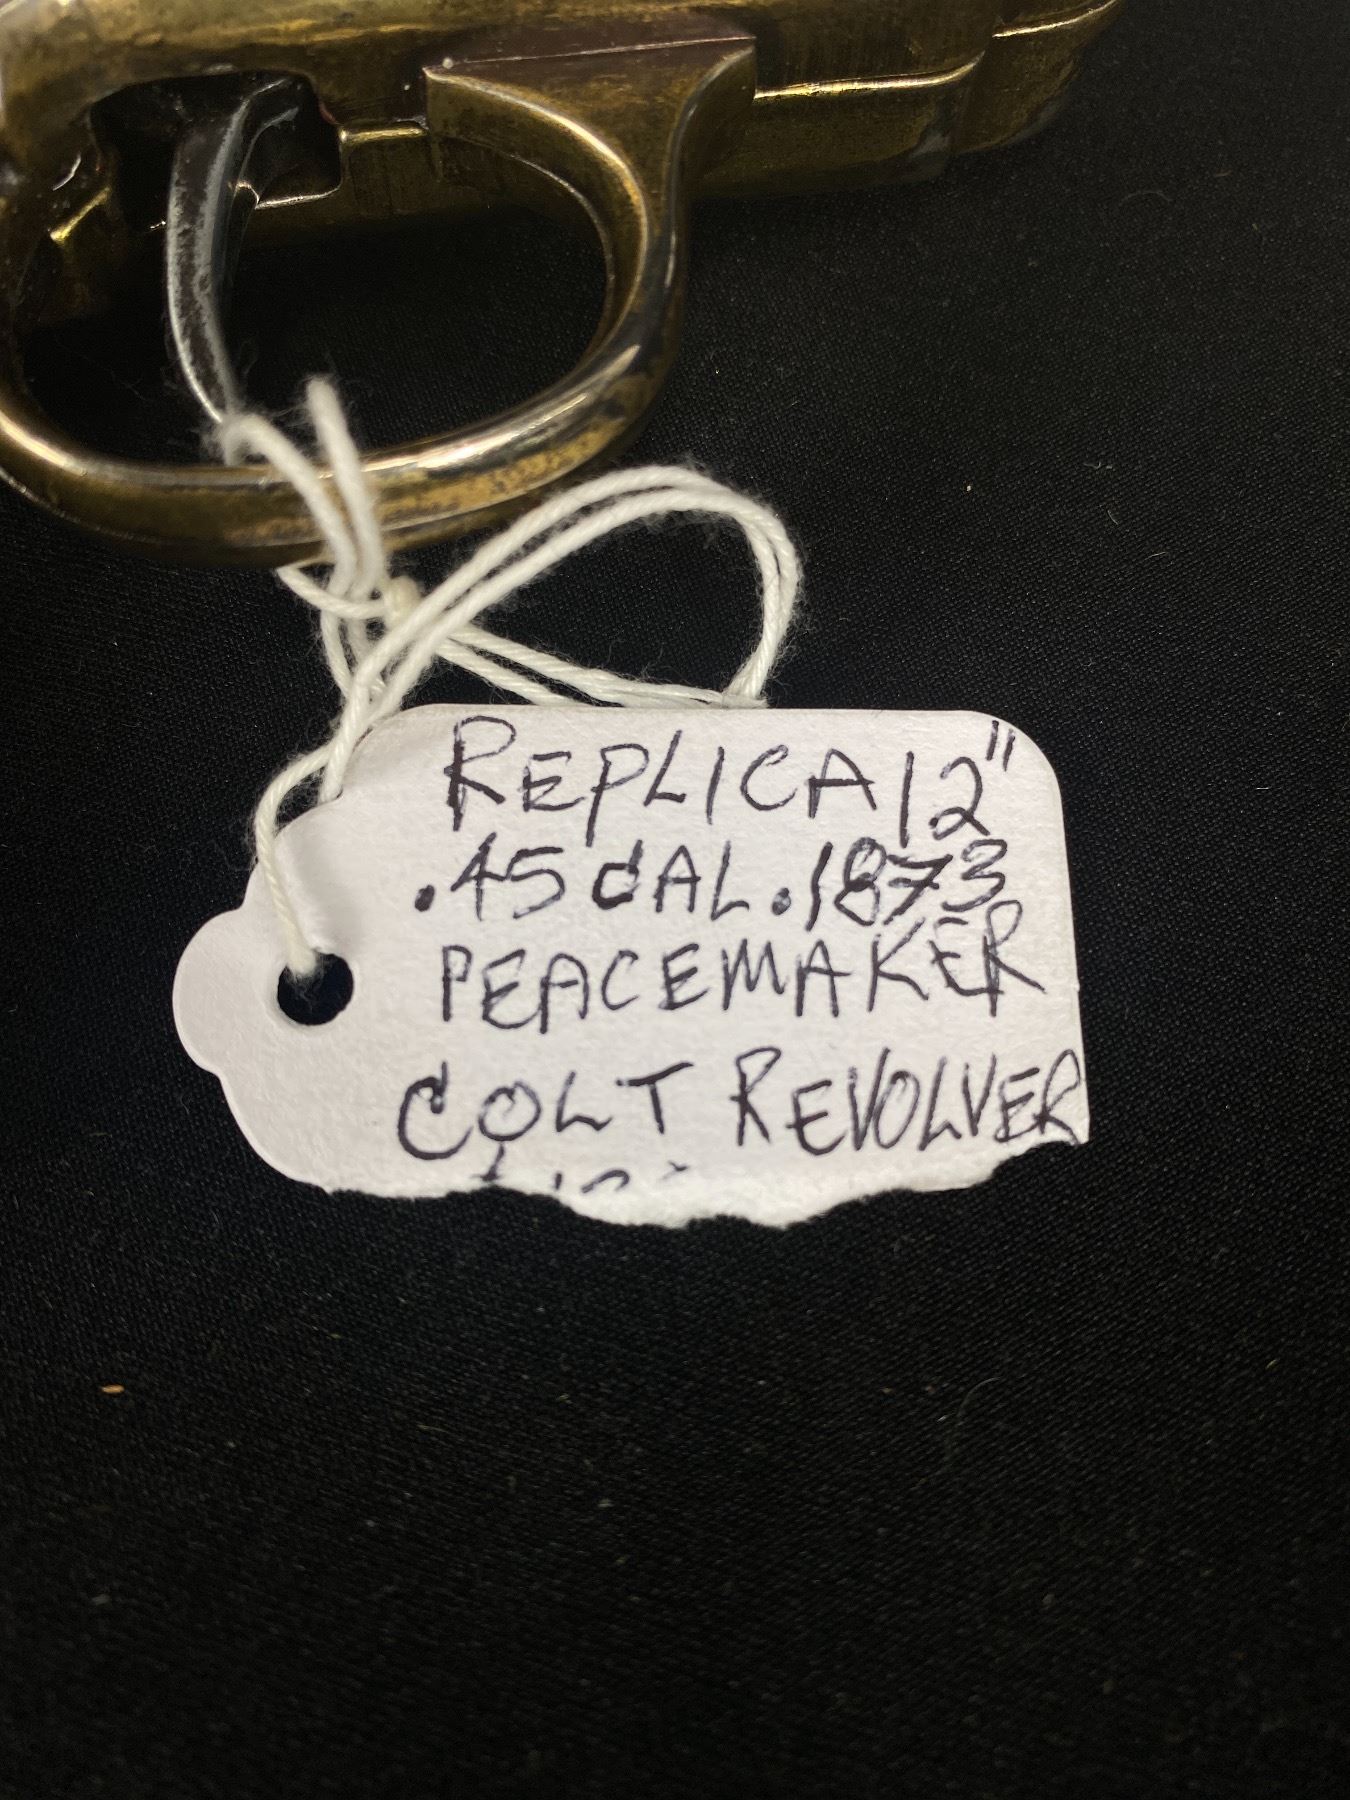 REPLICA 12"
.45 CAL. 1873
PEACEMAKER
COLT REVOLVER